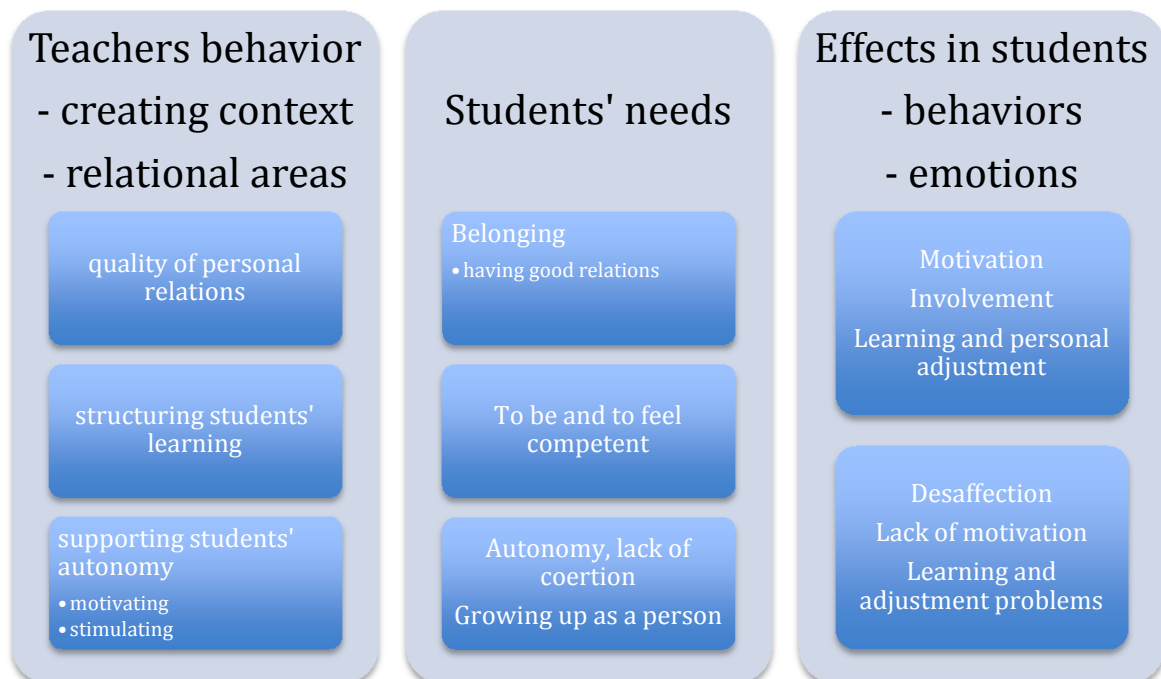 Teachers behavior
- creating context
- relational areas
quality of personal
relations
structuring students'
learning
supporting students'
autonomy
• motivating
• stimulating
Students' needs
Belonging
• having good relations
To be and to feel
competent
Autonomy, lack of
coertion
Growing up as a person
Effects in students
- behaviors
- emotions
Motivation
Involvement
Learning and personal
adjustment
Desaffection
Lack of motivation
Learning and
adjustment problems